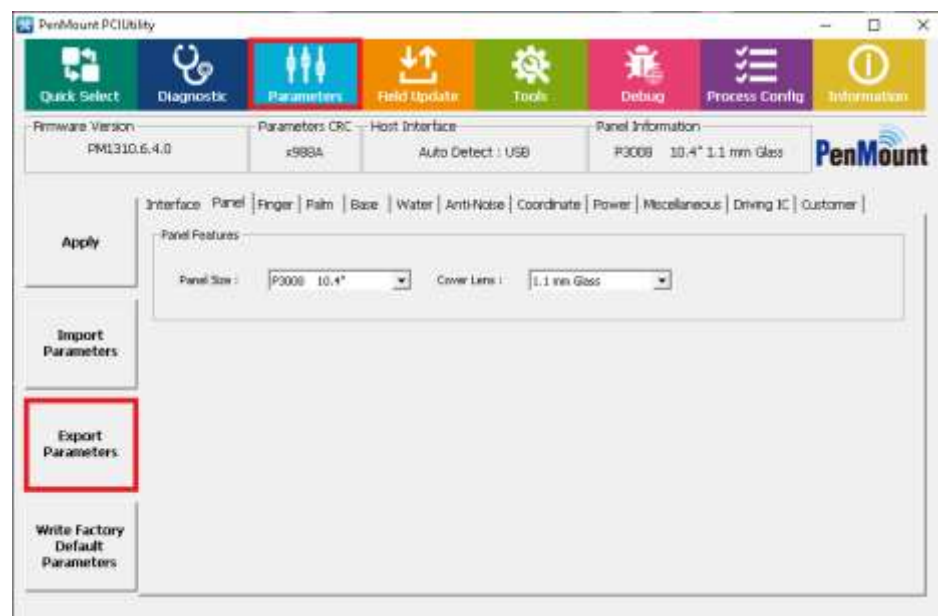 PenMount PCIUtility
Quick Select
Diagnostic
Parameters
Field Update
Tools
Debug
Process Config
Information
Firmware Version
PM1310.6.4.0
Parameters CRC
x988A
Host Interface
Auto Detect : USB
Panel Information
P3008 10.4" 1.1 mm Glass
PenMount
Interface Panel Finger Palm Base Water Anti-Noise Coordinate Power Miscellaneous Driving IC Customer
Apply
Panel Features
Panel Size : P3008 10.4" Cover Lens : 1.1 mm Glass
Import
Parameters
Export
Parameters
Write Factory
Default
Parameters